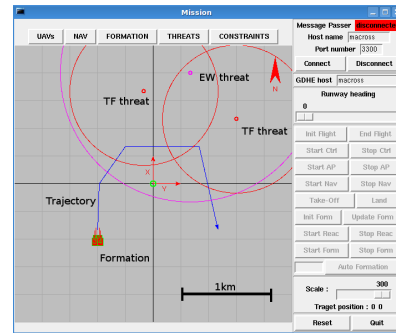 Mission
UAVs NAV FORMATION THREATS CONSTRAINTS
EW threat
TF threat
N
TF threat
X
Y
Trajectory
Formation
1km
Message Passer disconnecte
Host name macross
Port number 3300
Connect Disconnect
GDHE host macross
Runway heading
0
Init Flight End Flight
Start Ctrl Stop Ctrl
Start AP Stop AP
Start Nav Stop Nav
Take-Off Land
Init Form Update Form
Start Reac Stop Reac
Start Form Stop Form
Auto Formation
300
Scale :
Traget position : 0 0
Reset Quit